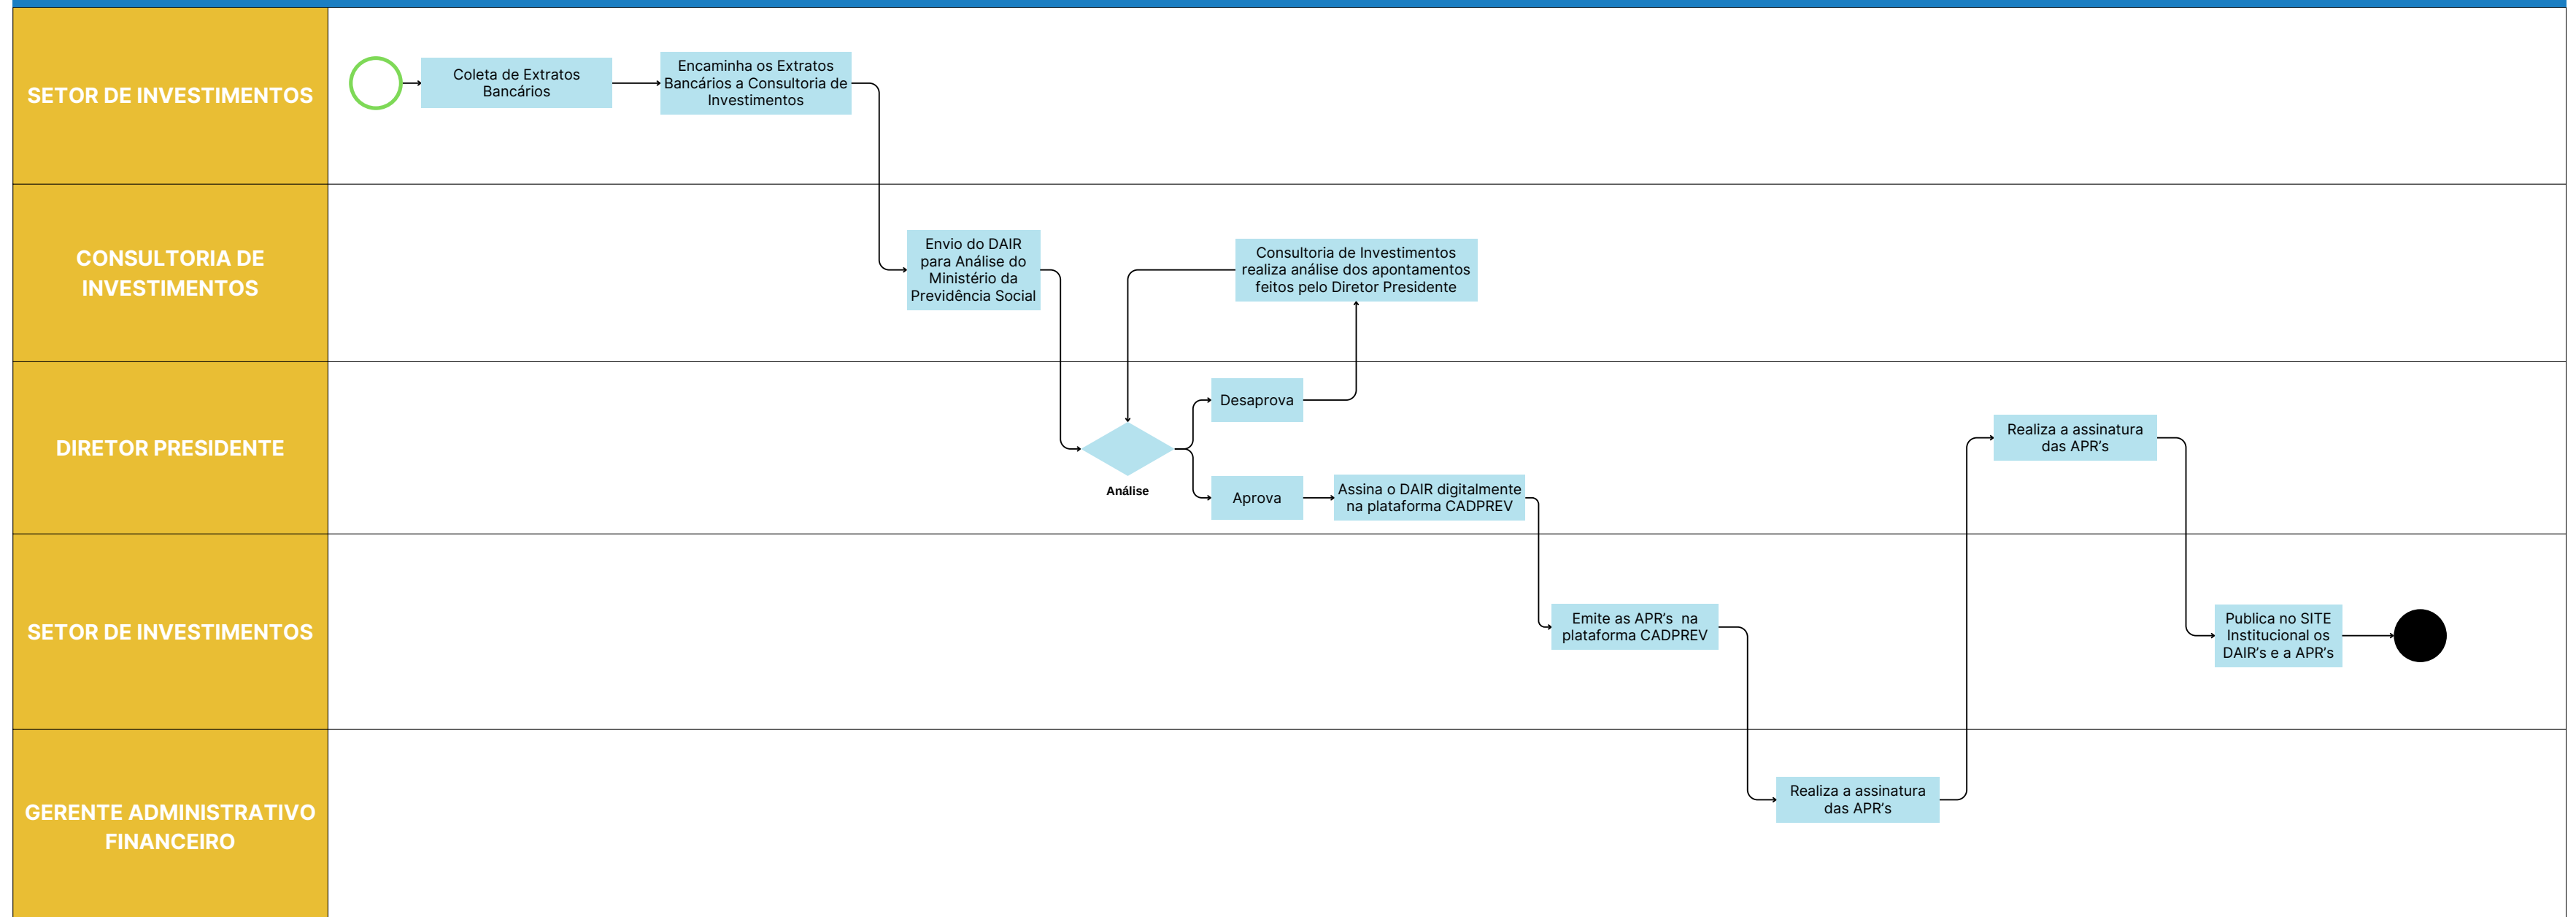 SETOR DE INVESTIMENTOS
Coleta de Extratos
Bancários
Encaminha os Extratos
Bancários a Consultoria de
Investimentos
CONSULTORIA DE
INVESTIMENTOS
Envio do DAIR
para Análise do
Ministério da
Previdência Social
Consultoria de Investimentos
realiza análise dos apontamentos
feitos pelo Diretor Presidente
DIRETOR PRESIDENTE
Análise
Desaprova
Aprova
Assina o DAIR digitalmente
na plataforma CADPREV
Realiza a assinatura
das APR’s
SETOR DE INVESTIMENTOS
Emite as APR’s  na
plataforma CADPREV
Publica no SITE
Institucional os
DAIR’s e a APR’s
GERENTE ADMINISTRATIVO
FINANCEIRO
Realiza a assinatura
das APR’s